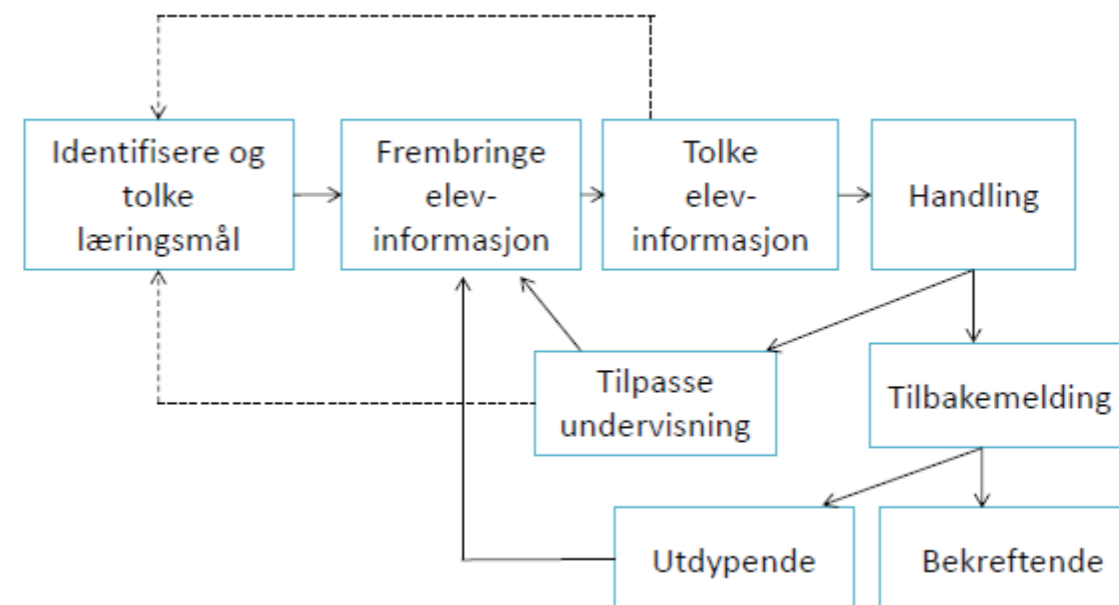 Identifisere og
tolke
læringsmål
Frembringe
elev-
informasjon
Tolke
elev-
informasjon
Handling
Tilpasse
undervisning
Tilbakemelding
Utdypende
Bekreftende